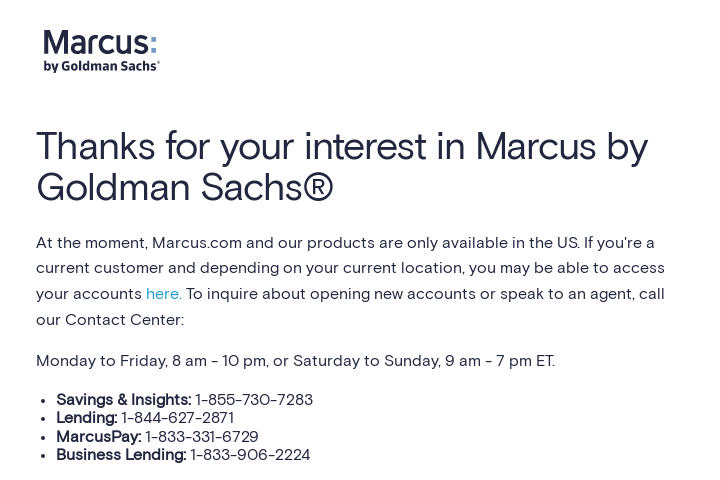 Marcus:
by Goldman Sachs®
Thanks for your interest in Marcus by
Goldman Sachs®
At the moment, Marcus.com and our products are only available in the US. If you're a
current customer and depending on your current location, you may be able to access
your accounts here. To inquire about opening new accounts or speak to an agent, call
our Contact Center:
Monday to Friday, 8 am - 10 pm, or Saturday to Sunday, 9 am - 7 pm ET.
• Savings & Insights: 1-855-730-7283
• Lending: 1-844-627-2871
• MarcusPay: 1-833-331-6729
• Business Lending: 1-833-906-2224